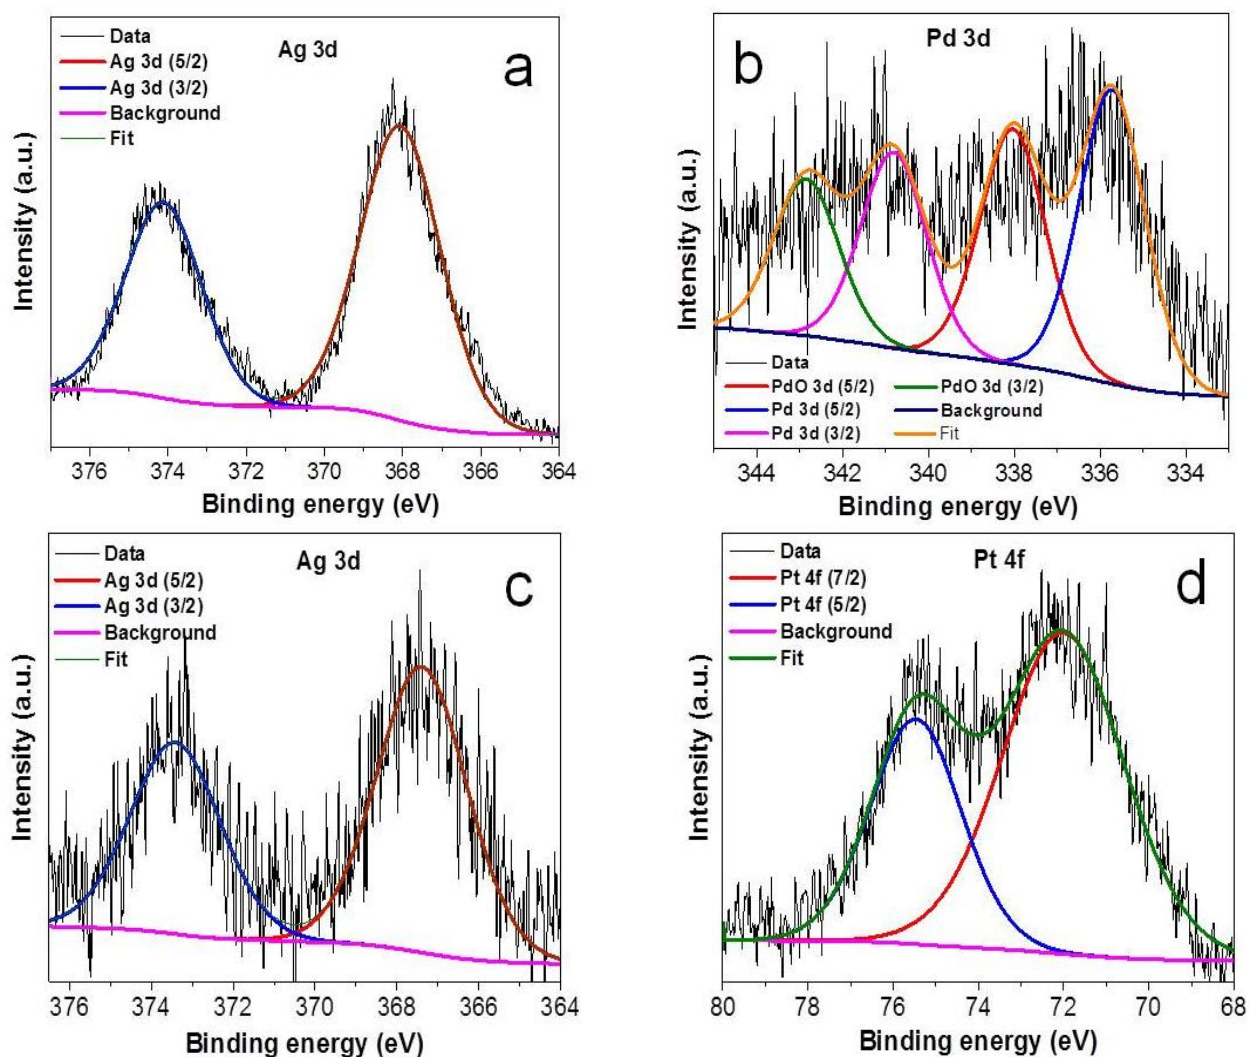 Data
Ag 3d (5/2)
Ag 3d (3/2)
Background
Fit
Ag 3d
a
Intensity (a.u.)
376 374 372 370 368 366 364
Binding energy (eV)
b
Pd 3d
Intensity (a.u.)
Data
PdO 3d (5/2) PdO 3d (3/2)
Pd 3d (5/2) Background
Pd 3d (3/2) Fit
344 342 340 338 336 334
Binding energy (eV)
Data
Ag 3d (5/2)
Ag 3d (3/2)
Background
Fit
Ag 3d
c
Intensity (a.u.)
376 374 372 370 368 366 364
Binding energy (eV)
Data
Pt 4f (7/2)
Pt 4f (5/2)
Background
Fit
Pt 4f
d
Intensity (a.u.)
80 78 76 74 72 70 68
Binding energy (eV)